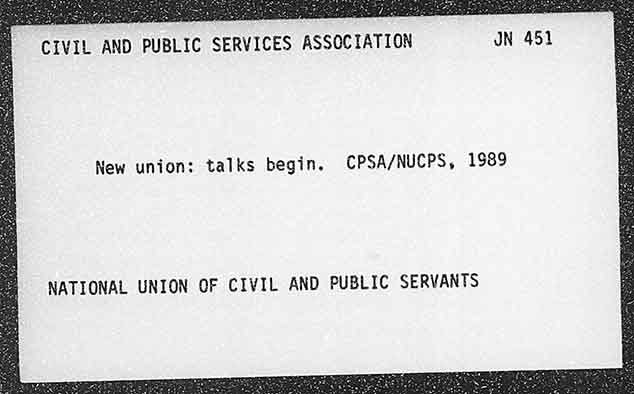 CIVIL AND PUBLIC SERVICES ASSOCIATION JN 451
New union: talks begin. CPSA/NUCPS, 1989
NATIONAL UNION OF CIVIL AND PUBLIC SERVANTS